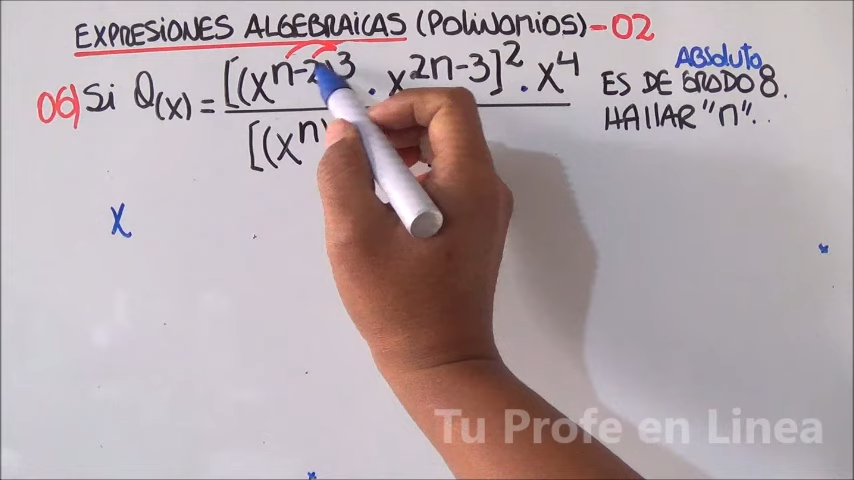 EXPRESIONES ALGEBRAICAS (Polinomios) - 02
Absoluto
06) Si Q(x) = [(x^{n-2})^3 . x^{2n-3}]^2 . x^4 ES DE GRADO 8.
[(x^n) HAllAR "n".
x
Tu Profe en Linea